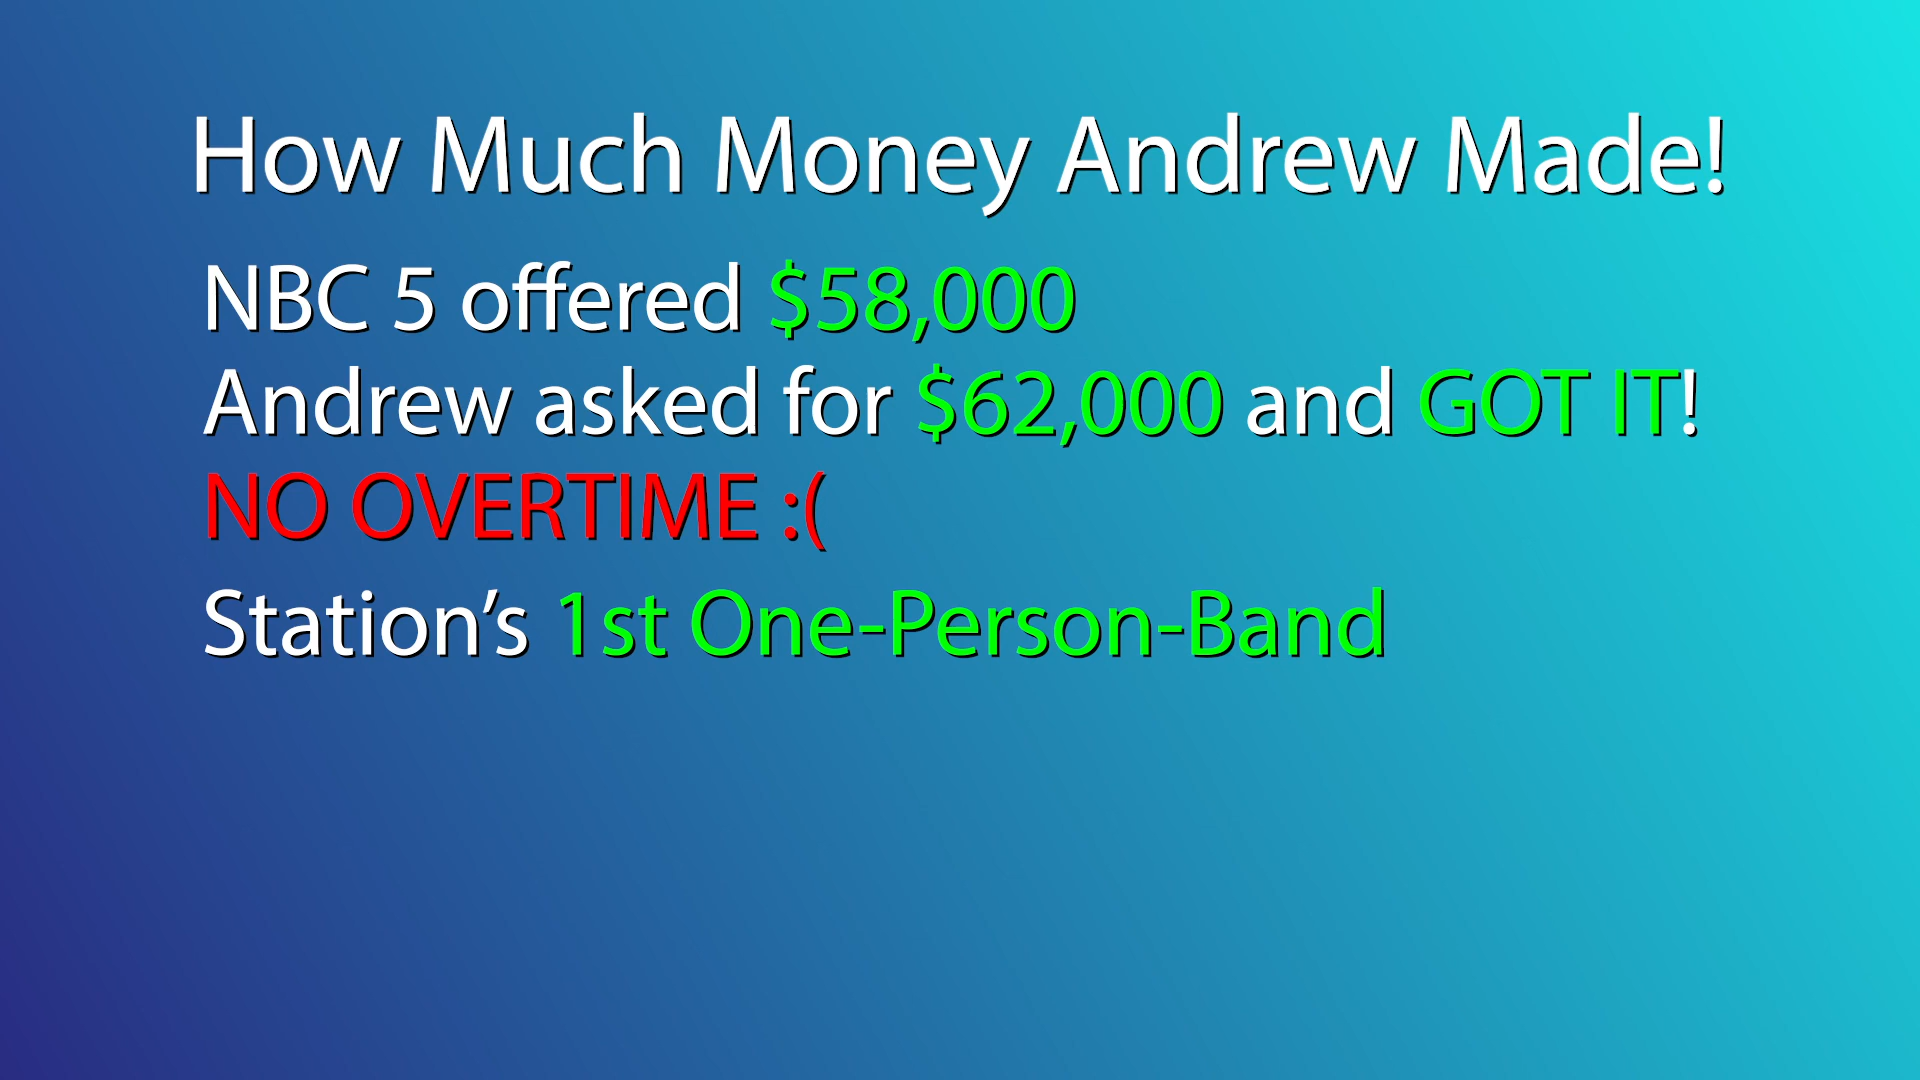 How Much Money Andrew Made!
NBC 5 offered $58,000
Andrew asked for $62,000 and GOT IT!
NO OVERTIME :(
Station’s 1st One-Person-Band